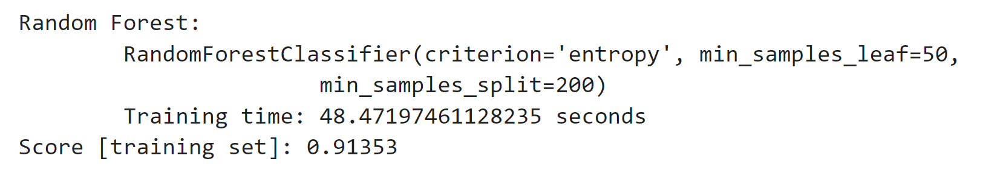 Random Forest:
RandomForestClassifier(criterion='entropy', min_samples_leaf=50,
min_samples_split=200)
Training time: 48.47197461128235 seconds
Score [training set]: 0.91353